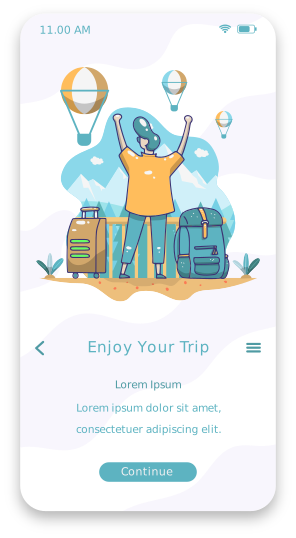 11.00 AM
Enjoy Your Trip
Lorem Ipsum
Lorem ipsum dolor sit amet,
consectetuer adipiscing elit.
Continue